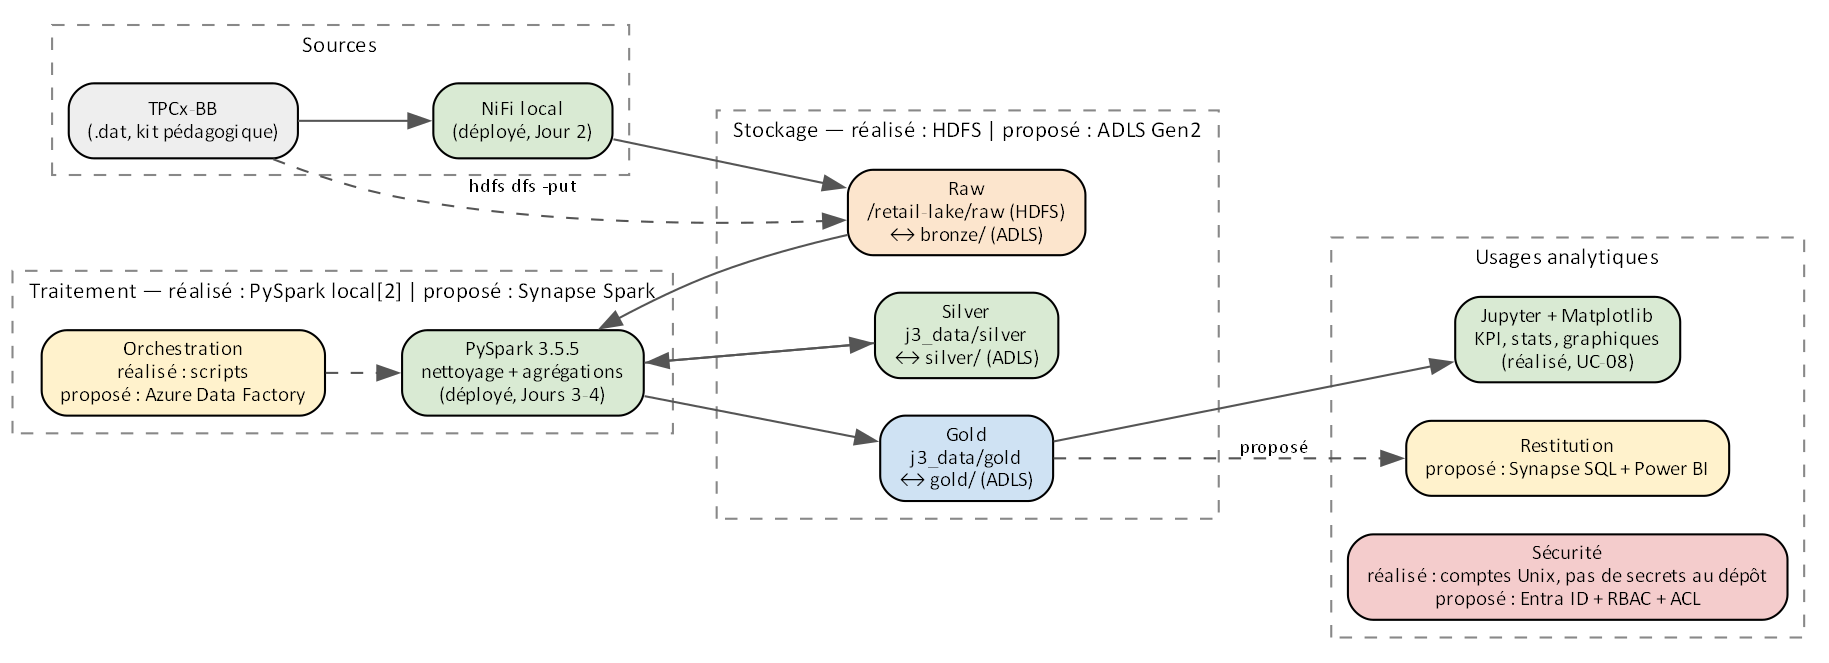 Sources
TPCx-BB
(.dat, kit pédagogique)
NiFi local
(déployé, Jour 2)
hdfs dfs -put
Stockage — réalisé : HDFS | proposé : ADLS Gen2
Raw
/retail-lake/raw (HDFS)
↔ bronze/ (ADLS)
Silver
j3_data/silver
↔ silver/ (ADLS)
Gold
j3_data/gold
↔ gold/ (ADLS)
Traitement — réalisé : PySpark local[2] | proposé : Synapse Spark
Orchestration
réalisé : scripts
proposé : Azure Data Factory
PySpark 3.5.5
nettoyage + agrégations
(déployé, Jours 3-4)
proposé
Usages analytiques
Jupyter + Matplotlib
KPI, stats, graphiques
(réalisé, UC-08)
Restitution
proposé : Synapse SQL + Power BI
Sécurité
réalisé : comptes Unix, pas de secrets au dépôt
proposé : Entra ID + RBAC + ACL